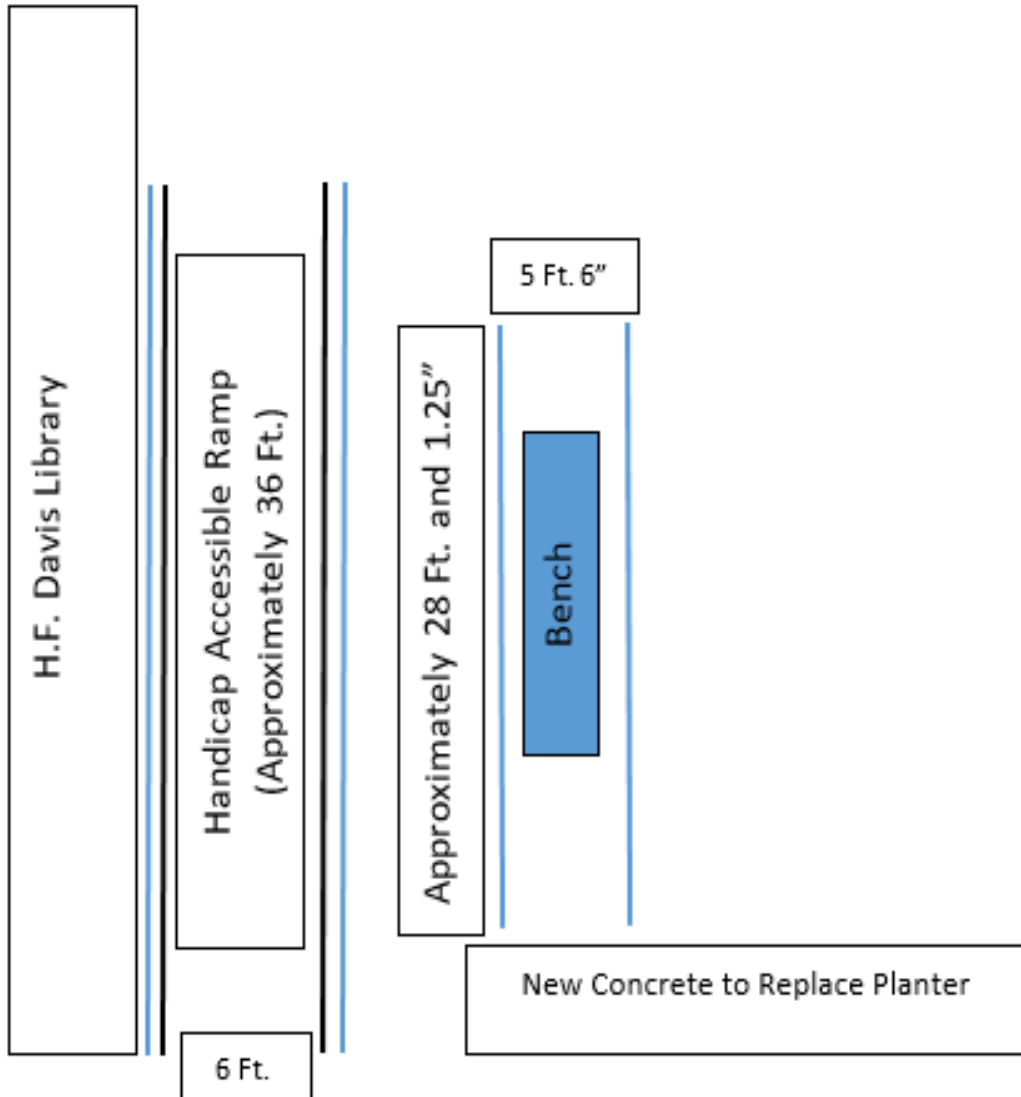 H.F. Davis Library
Handicap Accessible Ramp
(Approximately 36 Ft.)
6 Ft.
Approximately 28 Ft. and 1.25”
5 Ft. 6”
Bench
New Concrete to Replace Planter